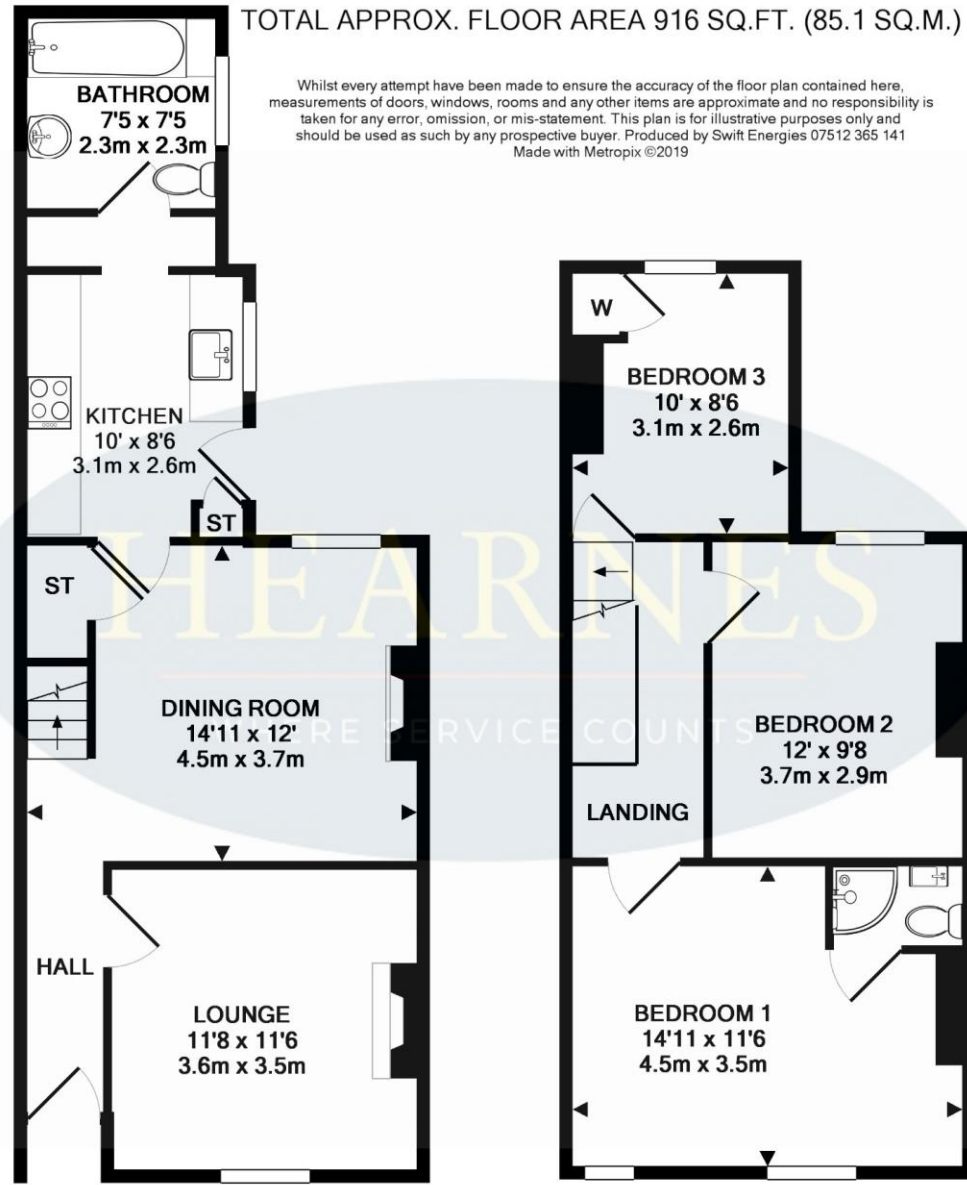 TOTAL APPROX. FLOOR AREA 916 SQ.FT. (85.1 SQ.M.)
Whilst every attempt have been made to ensure the accuracy of the floor plan contained here,
measurements of doors, windows, rooms and any other items are approximate and no responsibility is
taken for any error, omission, or mis-statement. This plan is for illustrative purposes only and
should be used as such by any prospective buyer. Produced by Swift Energies 07512 365 141
Made with Metropix ©2019
BATHROOM
7'5 x 7'5
2.3m x 2.3m
KITCHEN
10' x 8'6
3.1m x 2.6m
ST
ST
DINING ROOM
14'11 x 12'
4.5m x 3.7m
HALL
LOUNGE
11'8 x 11'6
3.6m x 3.5m
W
BEDROOM 3
10' x 8'6
3.1m x 2.6m
BEDROOM 2
12' x 9'8
3.7m x 2.9m
LANDING
BEDROOM 1
14'11 x 11'6
4.5m x 3.5m
HEARNES
WHERE SERVICE COUNTS